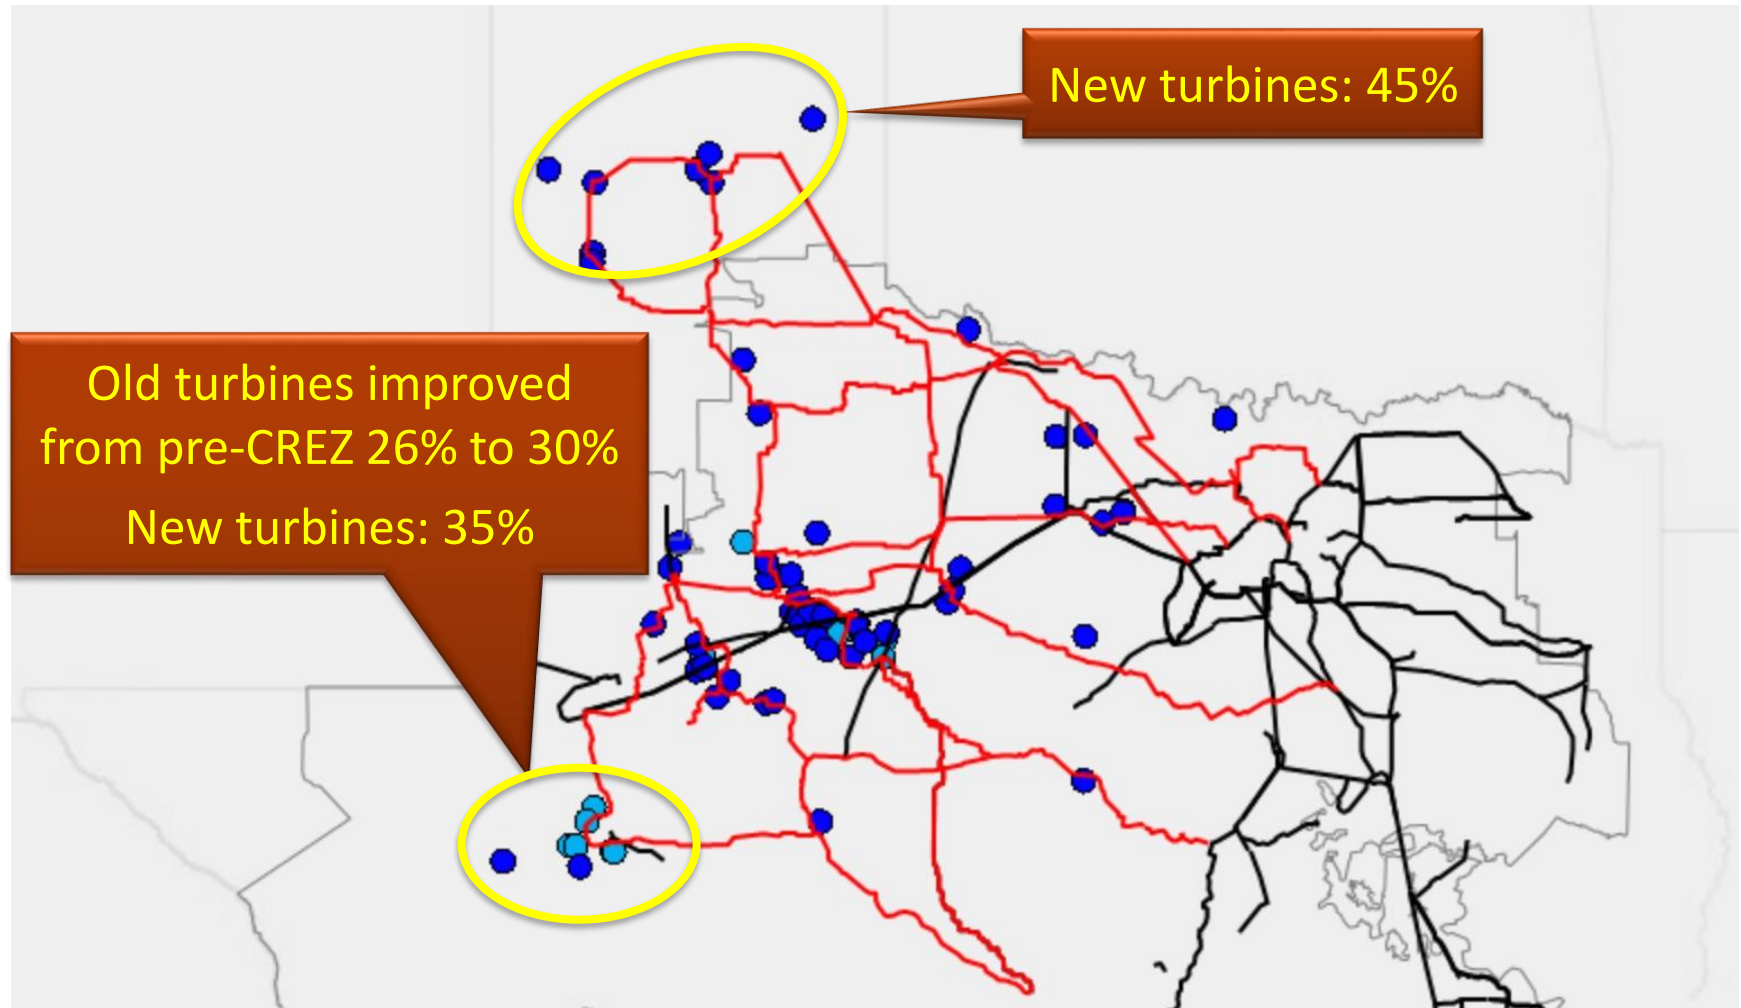 New turbines: 45%
Old turbines improved
from pre-CREZ 26% to 30%
New turbines: 35%